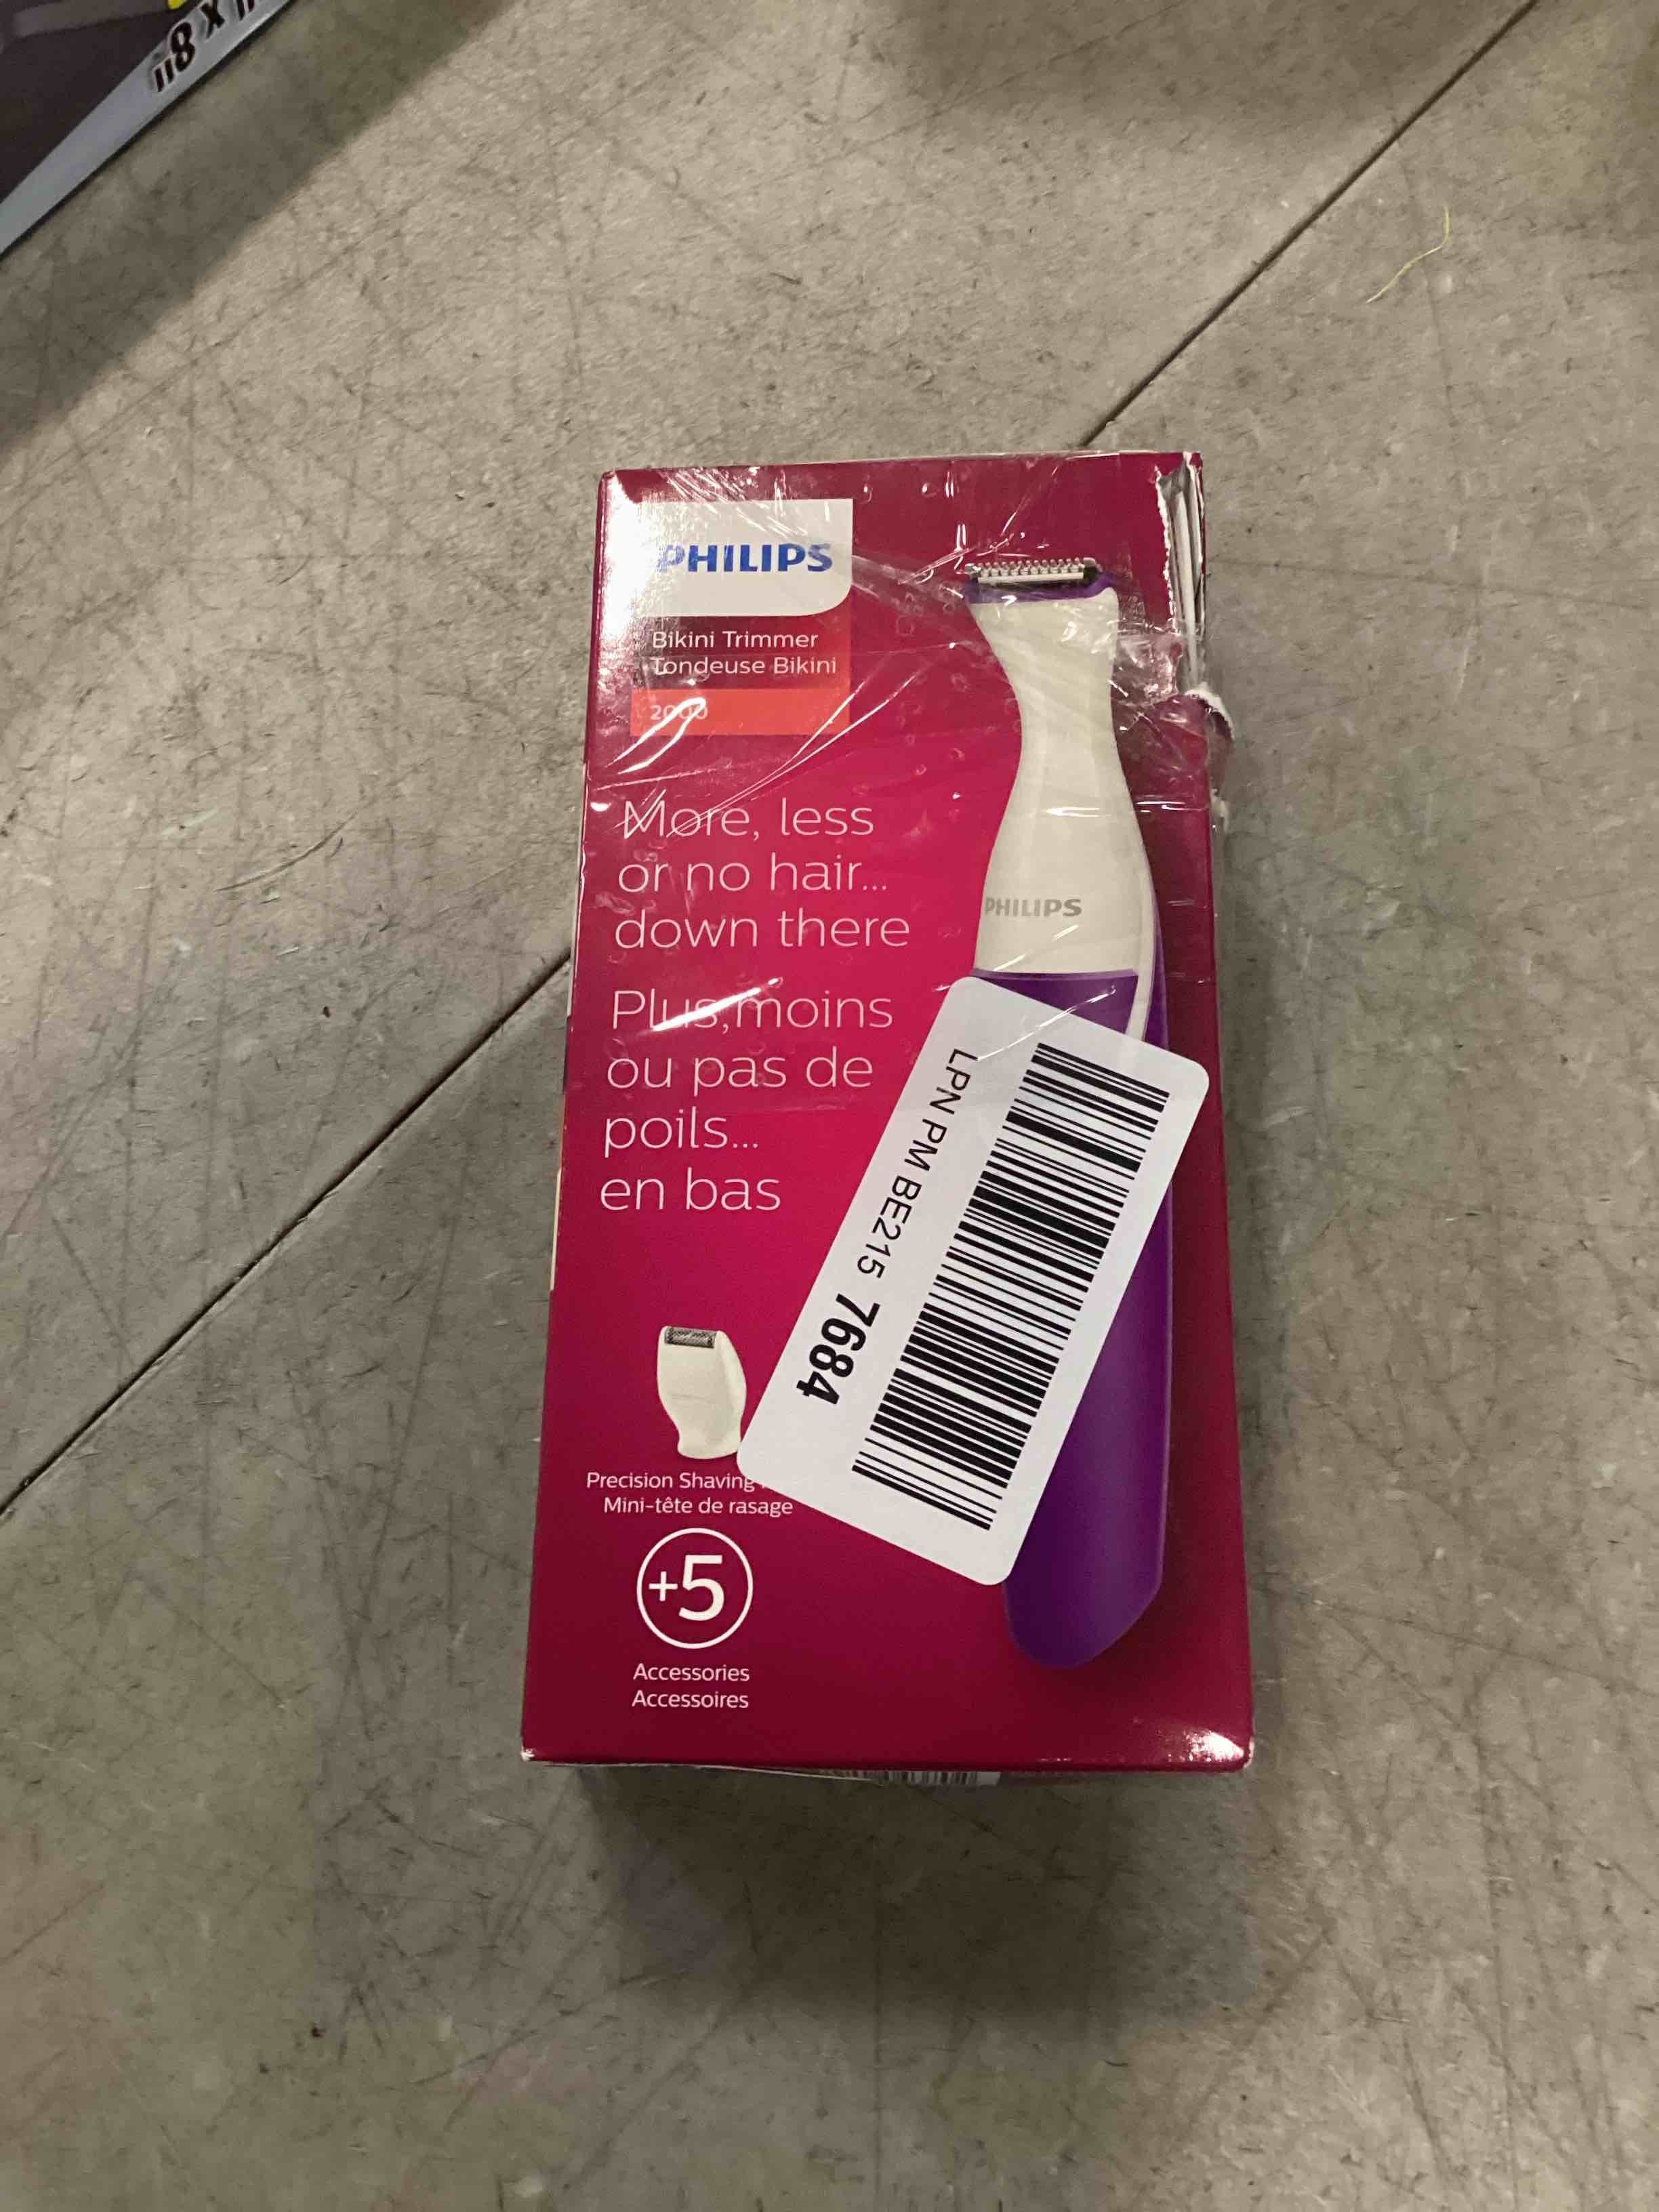 8" x
PHILIPS
Bikini Trimmer
Tondeuse Bikini
2000
More, less
or no hair...
down there
Plus, moins
ou pas de
poils...
en bas
PHILIPS
LPN PM BE215 7684
Precision Shaving
Mini-tête de rasage
+5
Accessories
Accessoires